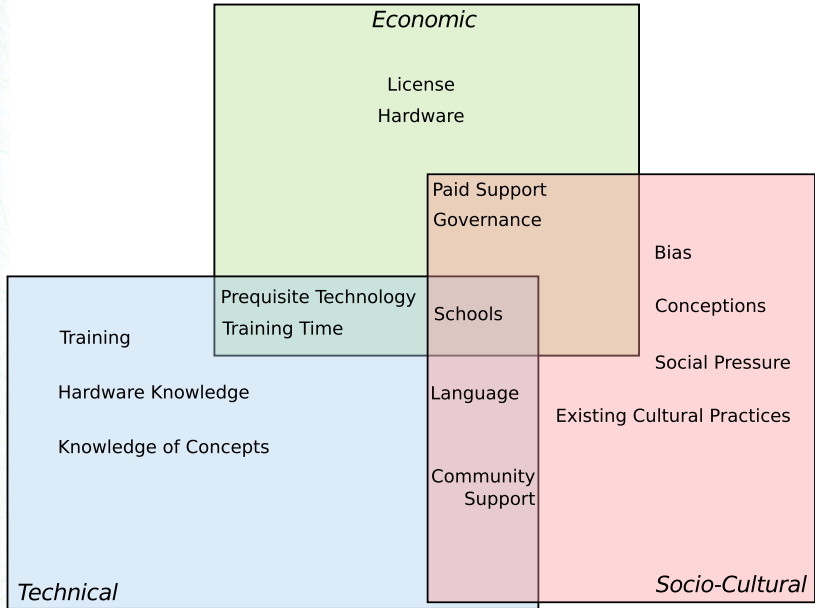 Economic
License
Hardware
Paid Support
Governance
Bias
Conceptions
Social Pressure
Existing Cultural Practices
Prequisite Technology
Training Time
Schools
Training
Hardware Knowledge
Knowledge of Concepts
Language
Community
Support
Technical
Socio-Cultural